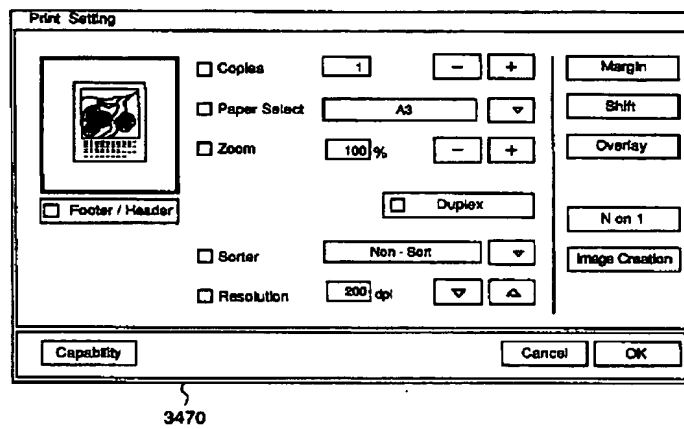 Print Setting
Copies 1 - +
Margin
Paper Select A3
Shift
Zoom 100 % - +
Overlay
Footer / Header
Duplex
N on 1
Sorter Non - Sort
Image Creation
Resolution 200 dpi
Capability
Cancel OK
3470